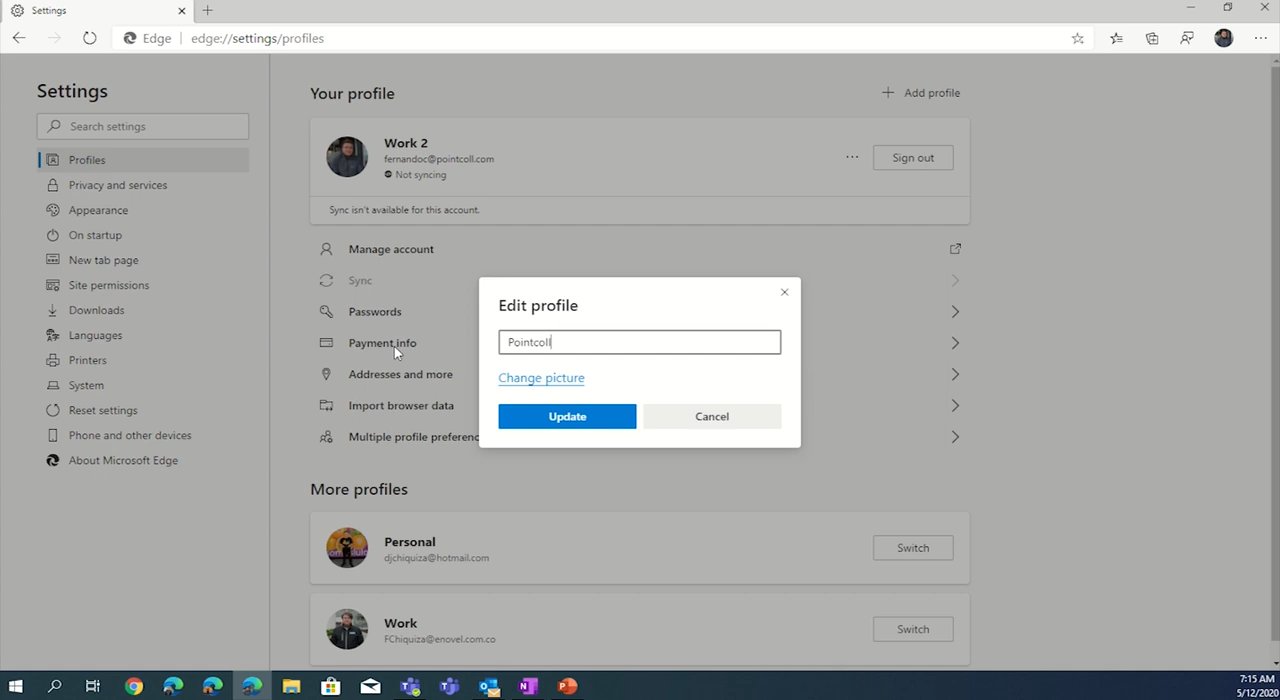 Settings
Edge
edge://settings/profiles
Settings
Search settings
Profiles
Privacy and services
Appearance
On startup
New tab page
Site permissions
Downloads
Languages
Printers
System
Reset settings
Phone and other devices
About Microsoft Edge
Your profile
Add profile
Work 2
fernandoc@pointcoll.com
Not syncing
Sign out
Sync isn't available for this account.
Manage account
Sync
Passwords
Payment info
Addresses and more
Import browser data
Multiple profile preferenc
Edit profile
Pointcoll
Change picture
Update
Cancel
More profiles
Personal
djchiquiza@hotmail.com
Switch
Work
FChiquiza@enovel.com.co
Switch
7:15 AM
5/12/2020